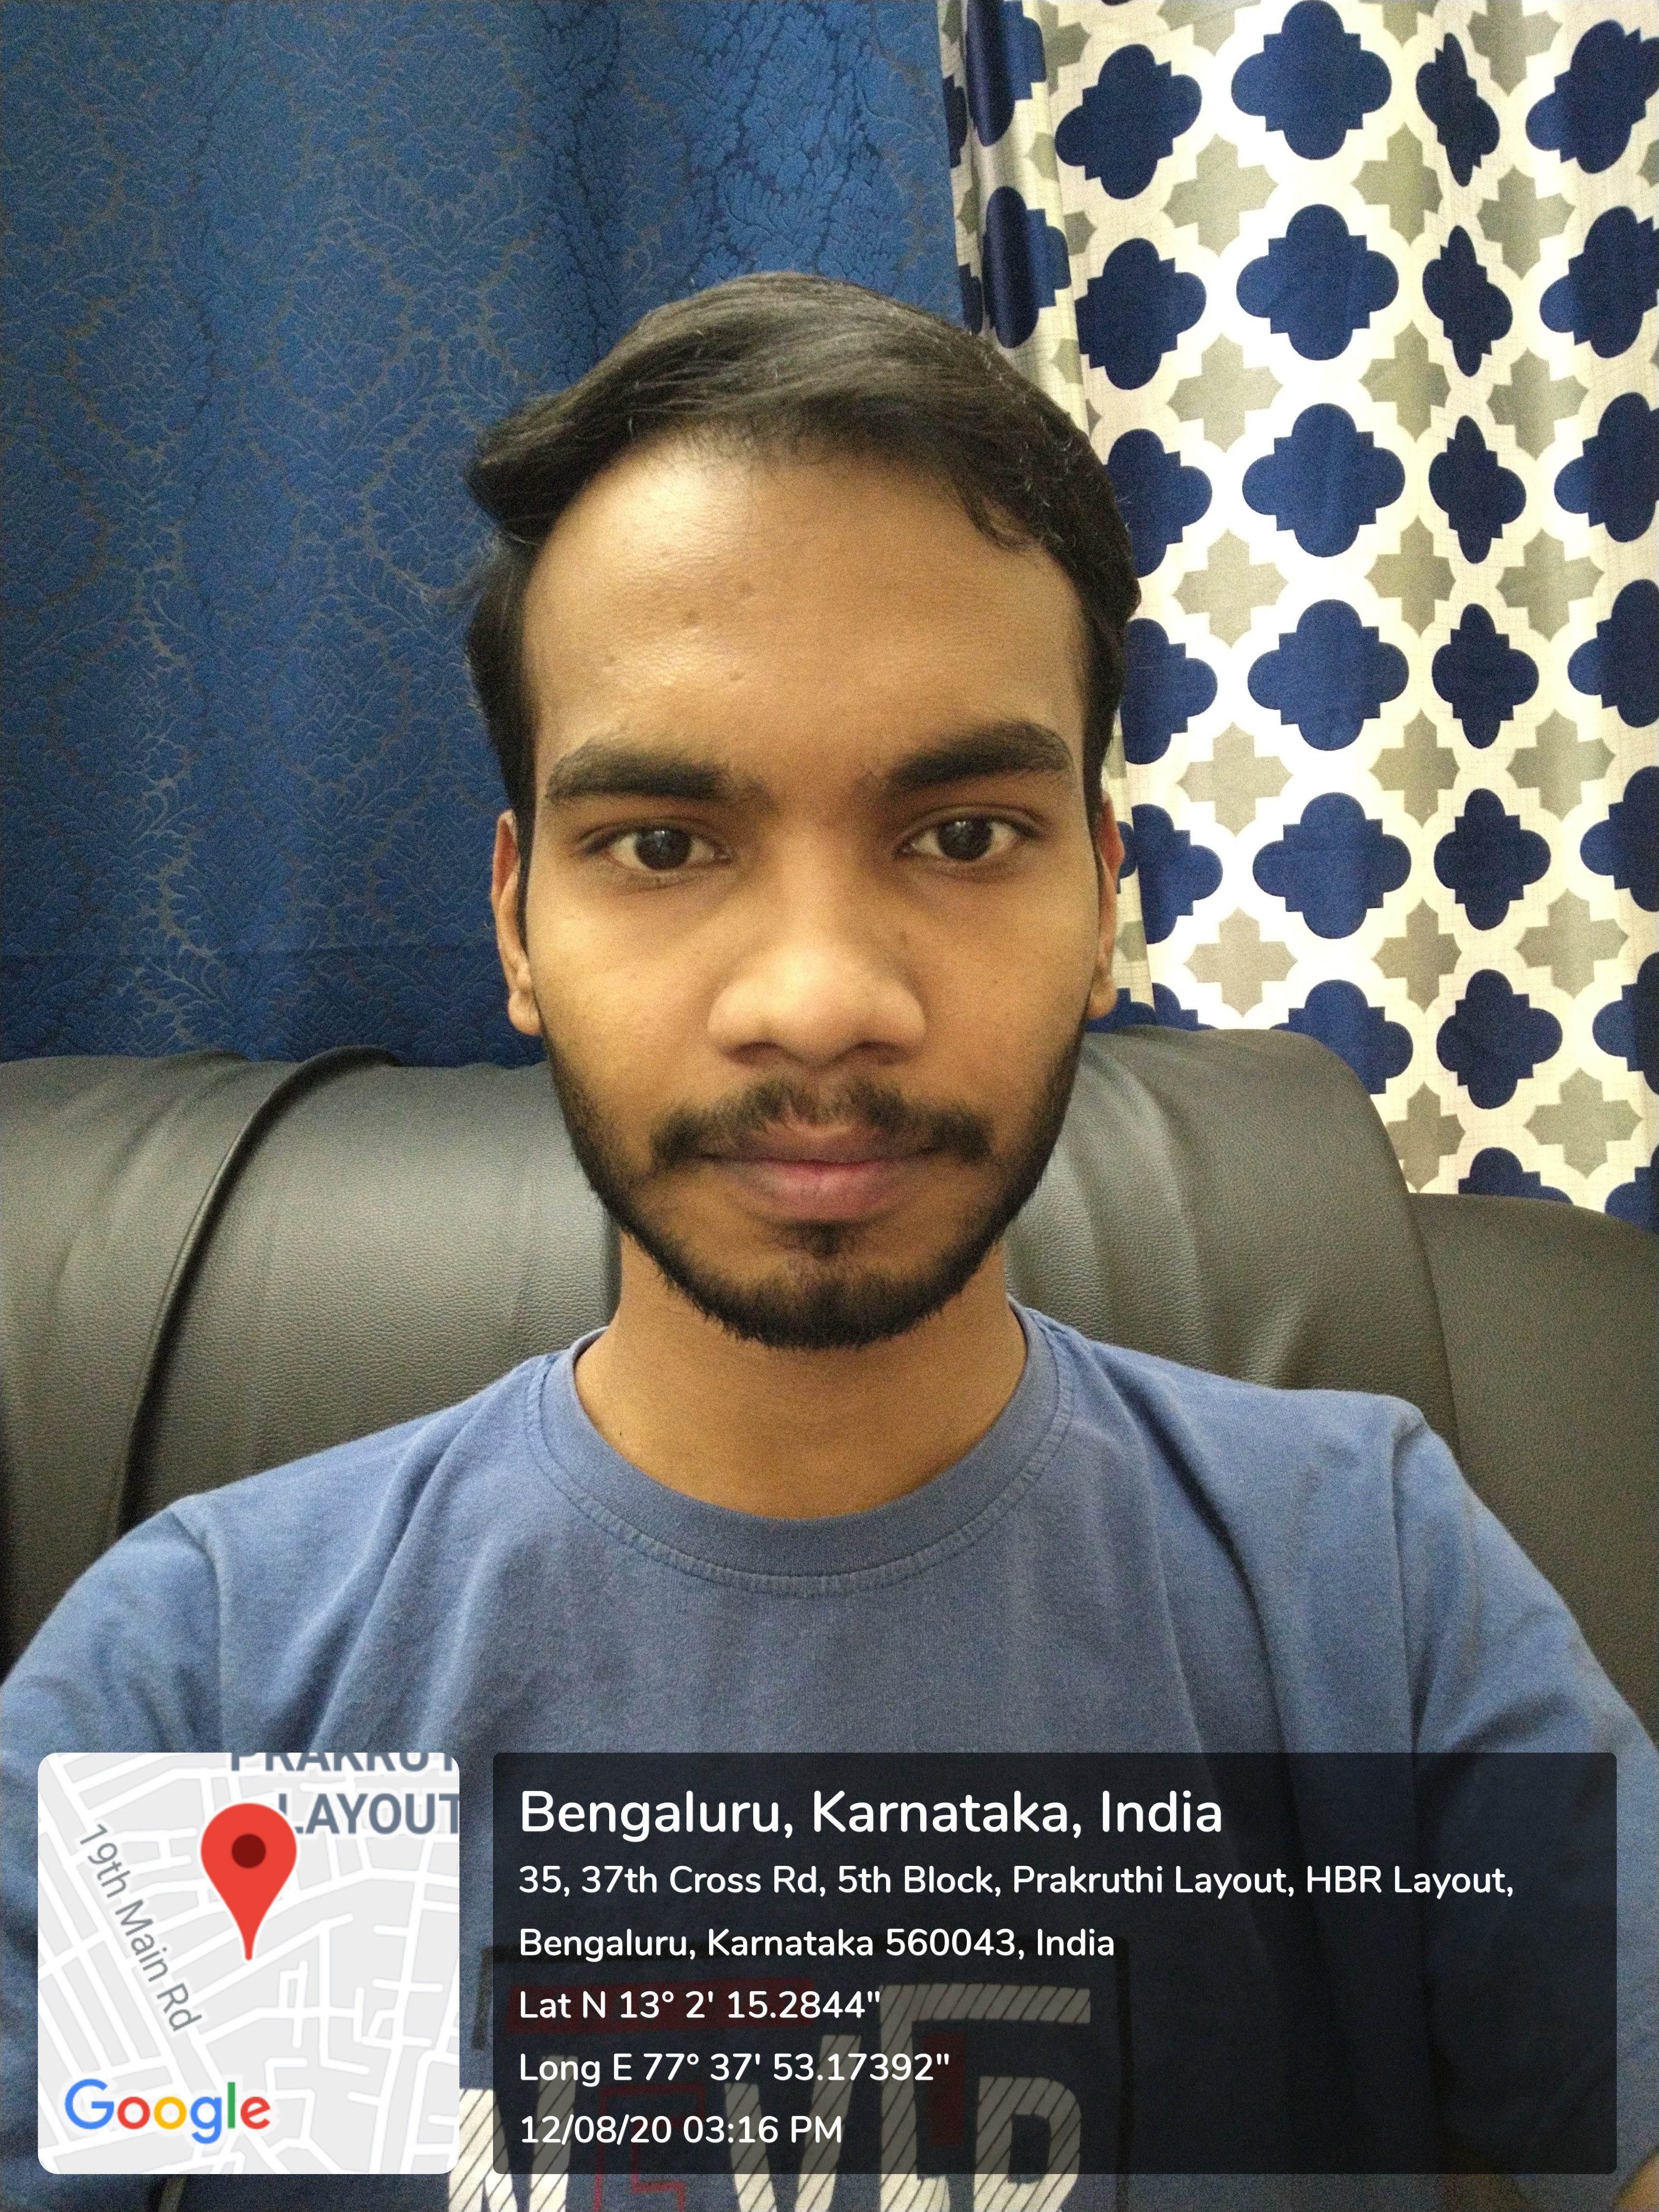 PRAKRUT
LAYOUT
19th Main Rd
Google
Bengaluru, Karnataka, India
35, 37th Cross Rd, 5th Block, Prakruthi Layout, HBR Layout,
Bengaluru, Karnataka 560043, India
Lat N 13° 2' 15.2844"
Long E 77° 37' 53.17392"
12/08/20 03:16 PM